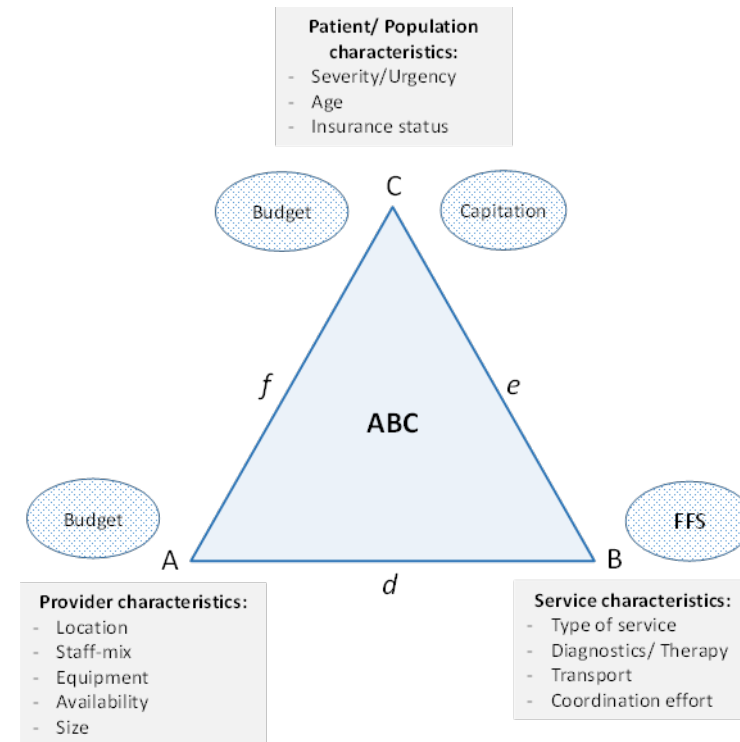 Patient/ Population
characteristics:
- Severity/Urgency
- Age
- Insurance status
C
Budget
Capitation
f
e
ABC
Budget
FFS
A
B
d
Provider characteristics:
- Location
- Staff-mix
- Equipment
- Availability
- Size
Service characteristics:
- Type of service
- Diagnostics/ Therapy
- Transport
- Coordination effort